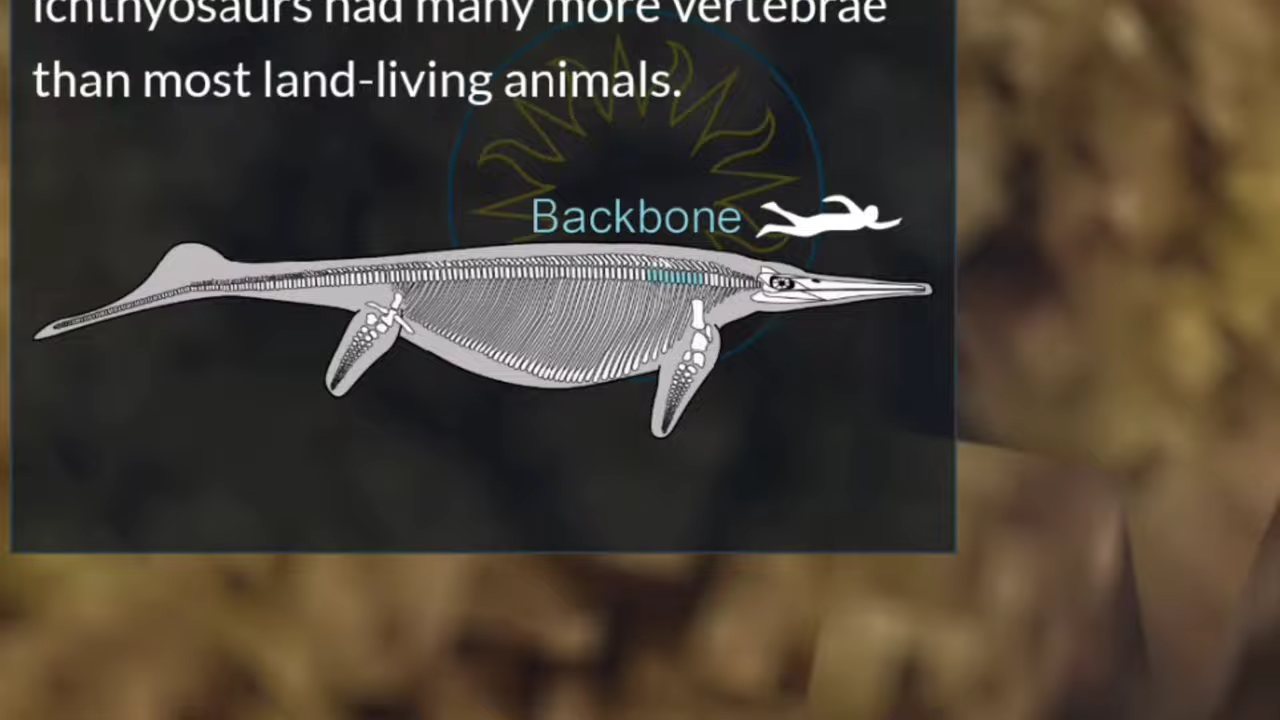 Ichthyosaurs had many more vertebrae
than most land-living animals.
Backbone